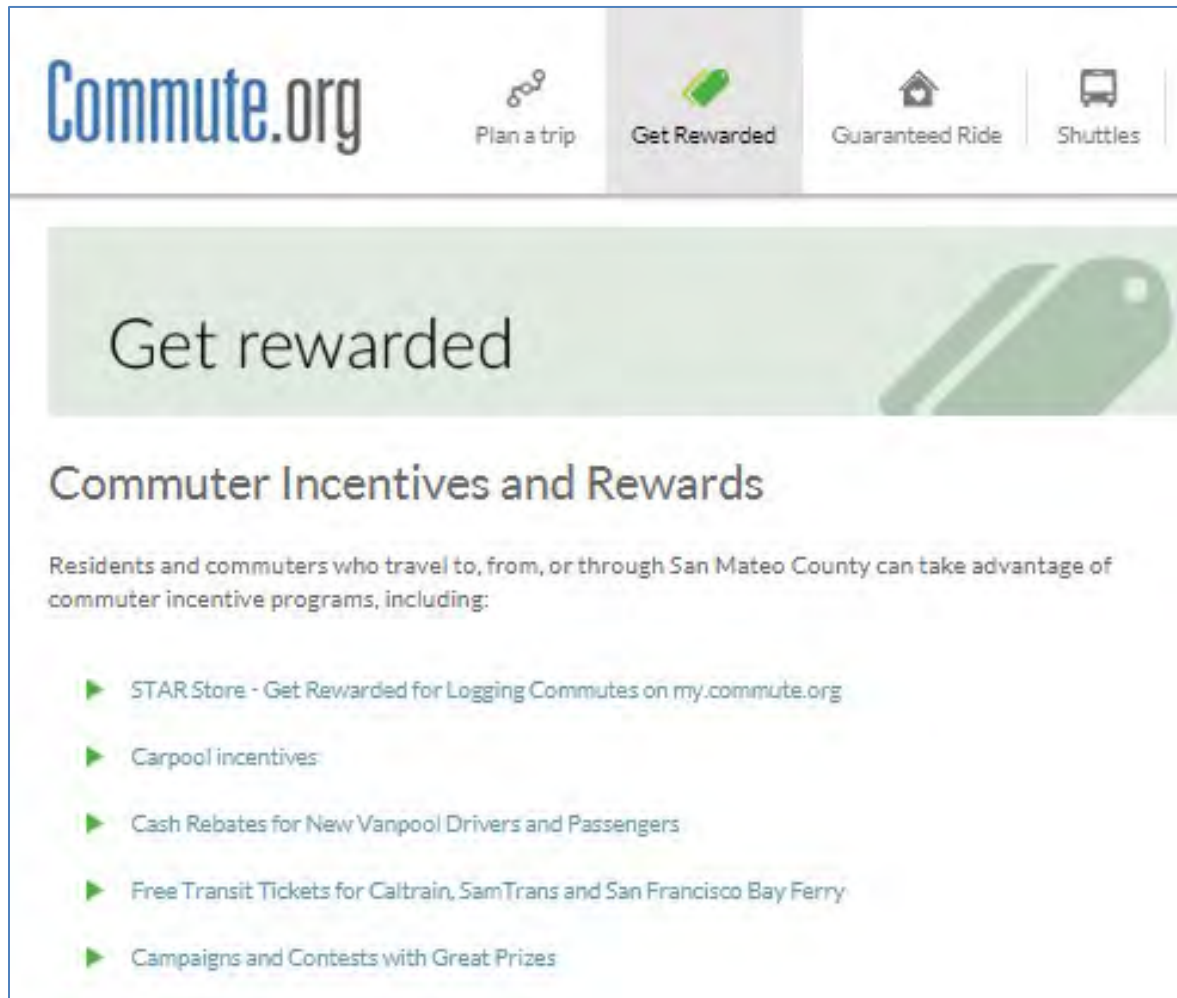 Commute.org
Plan a trip
Get Rewarded
Guaranteed Ride
Shuttles
Get rewarded
Commuter Incentives and Rewards
Residents and commuters who travel to, from, or through San Mateo County can take advantage of
commuter incentive programs, including:
STAR Store - Get Rewarded for Logging Commutes on my.commute.org
Carpool incentives
Cash Rebates for New Vanpool Drivers and Passengers
Free Transit Tickets for Caltrain, SamTrans and San Francisco Bay Ferry
Campaigns and Contests with Great Prizes